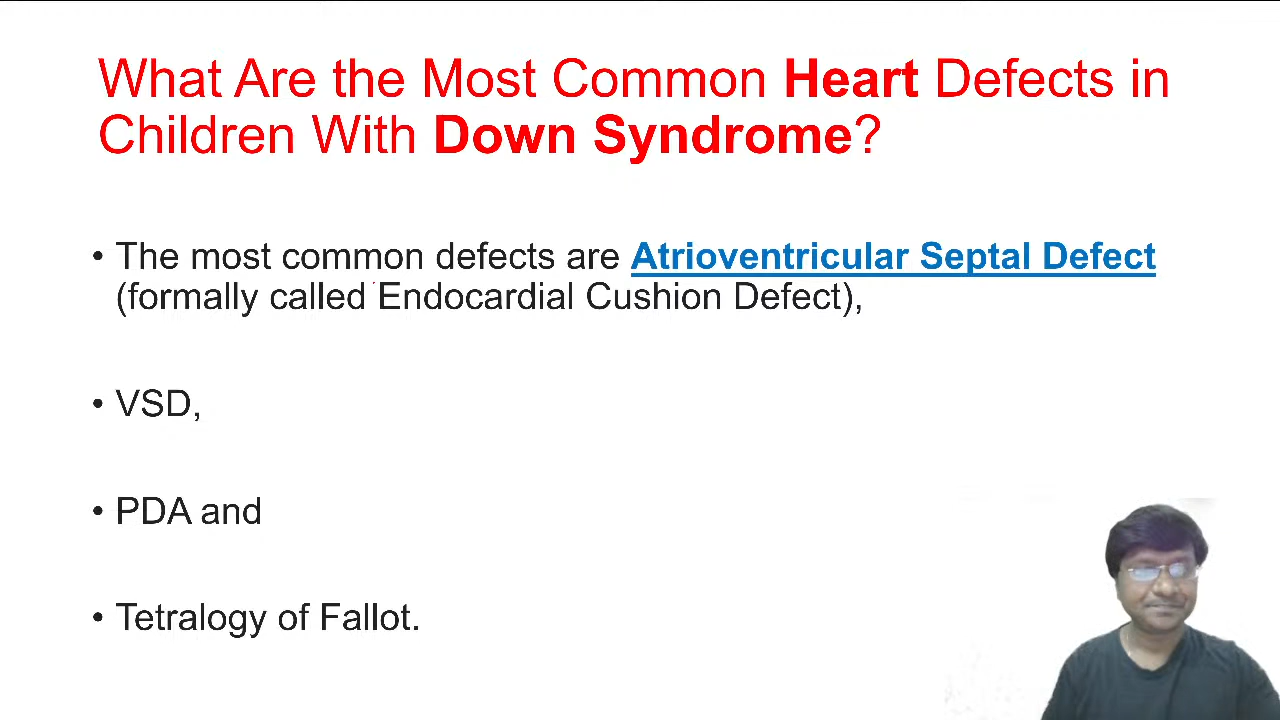 What Are the Most Common Heart Defects in
Children With Down Syndrome?
• The most common defects are Atrioventricular Septal Defect
(formally called Endocardial Cushion Defect),
• VSD,
• PDA and
• Tetralogy of Fallot.